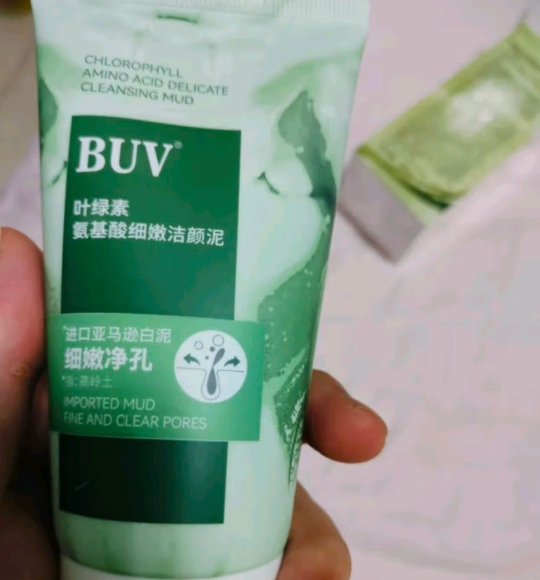 CHLOROPHYLL
AMINO ACID DELICATE
CLEANSING MUD
BUV®
叶绿素
氨基酸细嫩洁颜泥
*进口亚马逊白泥
细嫩净孔
*指:高岭土
IMPORTED MUD
FINE AND CLEAR PORES